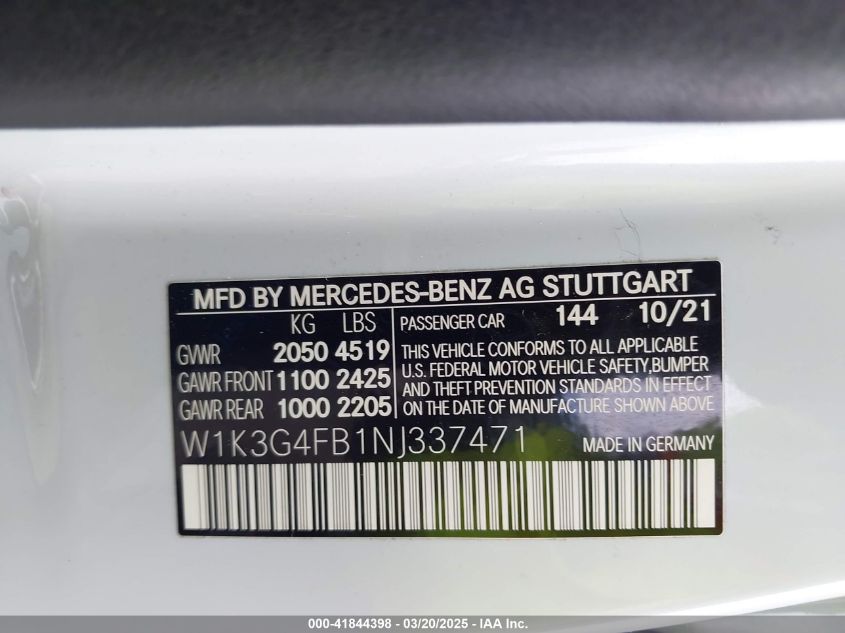 MFD BY MERCEDES-BENZ AG STUTTGART
KG LBS PASSENGER CAR 144 10/21
GVWR 2050 4519 THIS VEHICLE CONFORMS TO ALL APPLICABLE
U.S. FEDERAL MOTOR VEHICLE SAFETY, BUMPER
GAWR FRONT 1100 2425 AND THEFT PREVENTION STANDARDS IN EFFECT
GAWR REAR 1000 2205 ON THE DATE OF MANUFACTURE SHOWN ABOVE
W1K3G4FB1NJ337471 MADE IN GERMANY
000-41844398 | 03/20/2025 - IAA Inc.